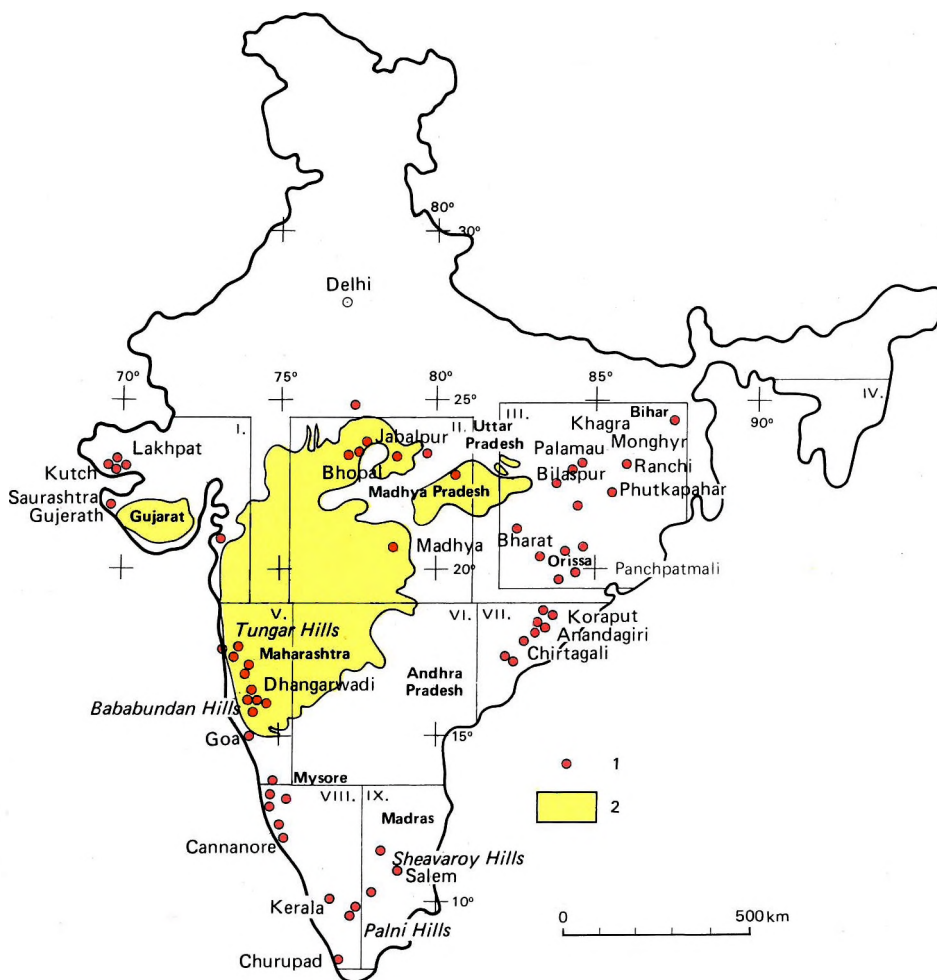 80°
30°
Delhi
70°
75°
80°
25°
85°
90°
I.
II.
III.
IV.
Uttar
Pradesh
Khagra
Bihar
Lakhpat
Jabalpur
Palamau
Monghyr
Kutch
Bhopal
Bilaspur
Ranchi
Saurashtra
Gujerath
Gujarat
Madhya Pradesh
Phutkapahar
Bharat
Madhya
Orissa
20°
Panchpatmali
V.
VI.
VII.
Koraput
Tungar Hills
Anandagiri
Maharashtra
Chirtagali
Dhangarwadi
Andhra
Pradesh
Bababundan Hills
Goa
15°
1
Mysore
VIII.
IX.
2
Madras
Cannanore
Sheavaroy Hills
Salem
Kerala
10°
0
500 km
Palni Hills
Churupad